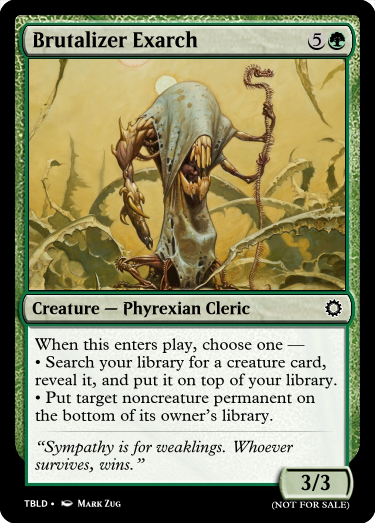 Brutalizer Exarch 5
Creature — Phyrexian Cleric
When this enters play, choose one —
• Search your library for a creature card,
reveal it, and put it on top of your library.
• Put target noncreature permanent on
the bottom of its owner's library.
“Sympathy is for weaklings. Whoever
survives, wins.”
3/3
TBLD • Mark Zug
(NOT FOR SALE)